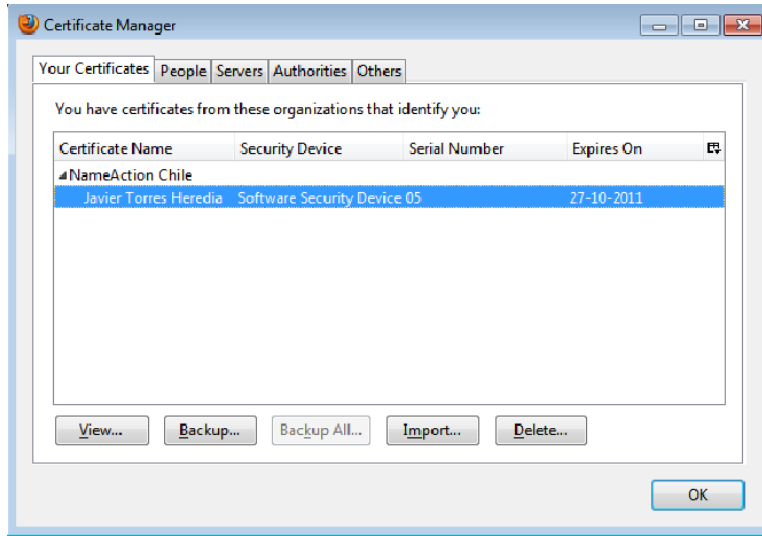 Certificate Manager
Your Certificates People Servers Authorities Others
You have certificates from these organizations that identify you:
Certificate Name Security Device Serial Number Expires On
NameAction Chile
Javier Torres Heredia Software Security Device 05 27-10-2011
View... Backup... Backup All... Import... Delete...
OK